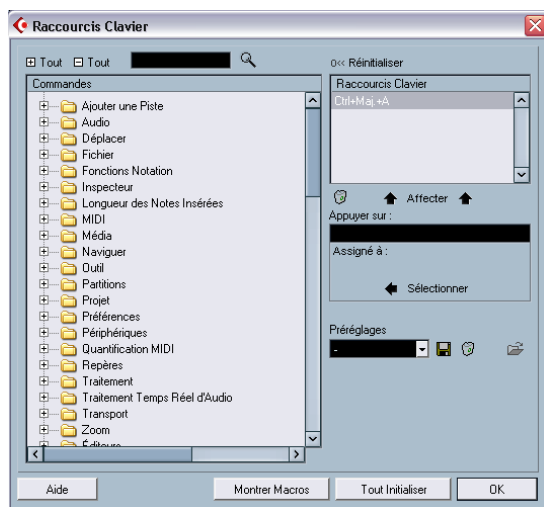 Raccourcis Clavier
Tout Tout
0<< Réinitialiser
Commandes
Raccourcis Clavier
Ctrl+Maj.+A
Ajouter une Piste
Audio
Déplacer
Fichier
Fonctions Notation
Inspecteur
Longueur des Notes Insérées
MIDI
Média
Naviguer
Outil
Partitions
Projet
Préférences
Périphériques
Quantification MIDI
Repères
Traitement
Traitement Temps Réel d'Audio
Transport
Zoom
Éditeurs
Affecter
Appuyer sur :
Assigné à :
Sélectionner
Préréglages
-
Aide
Montrer Macros
Tout Initialiser
OK